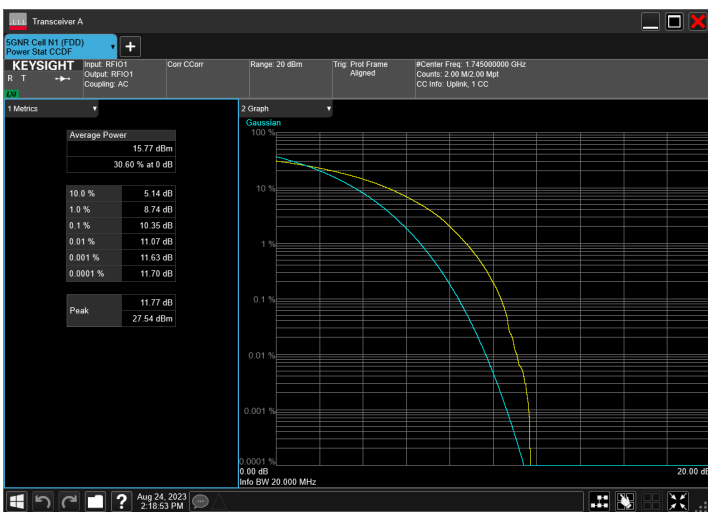 Transceiver A
5GNR Cell N1 (FDD)
Power Stat CCDF
KEYSIGHT
R T
LXI
Input: RFIO1
Output: RFIO1
Coupling: AC
Corr CCorr
Range: 20 dBm
Trig: Prot Frame
Aligned
#Center Freq: 1.745000000 GHz
Counts: 2.00 M/2.00 Mpt
CC Info: Uplink, 1 CC
1 Metrics
Average Power
15.77 dBm
30.60 % at 0 dB
10.0 % 5.14 dB
1.0 % 8.74 dB
0.1 % 10.35 dB
0.01 % 11.07 dB
0.001 % 11.63 dB
0.0001 % 11.70 dB
Peak
11.77 dB
27.54 dBm
2 Graph
Gaussian
100 %
10 %
1 %
0.1 %
0.01 %
0.001 %
0.0001 %
0.00 dB
20.00 dB
Info BW 20.000 MHz
?
Aug 24, 2023
2:18:53 PM